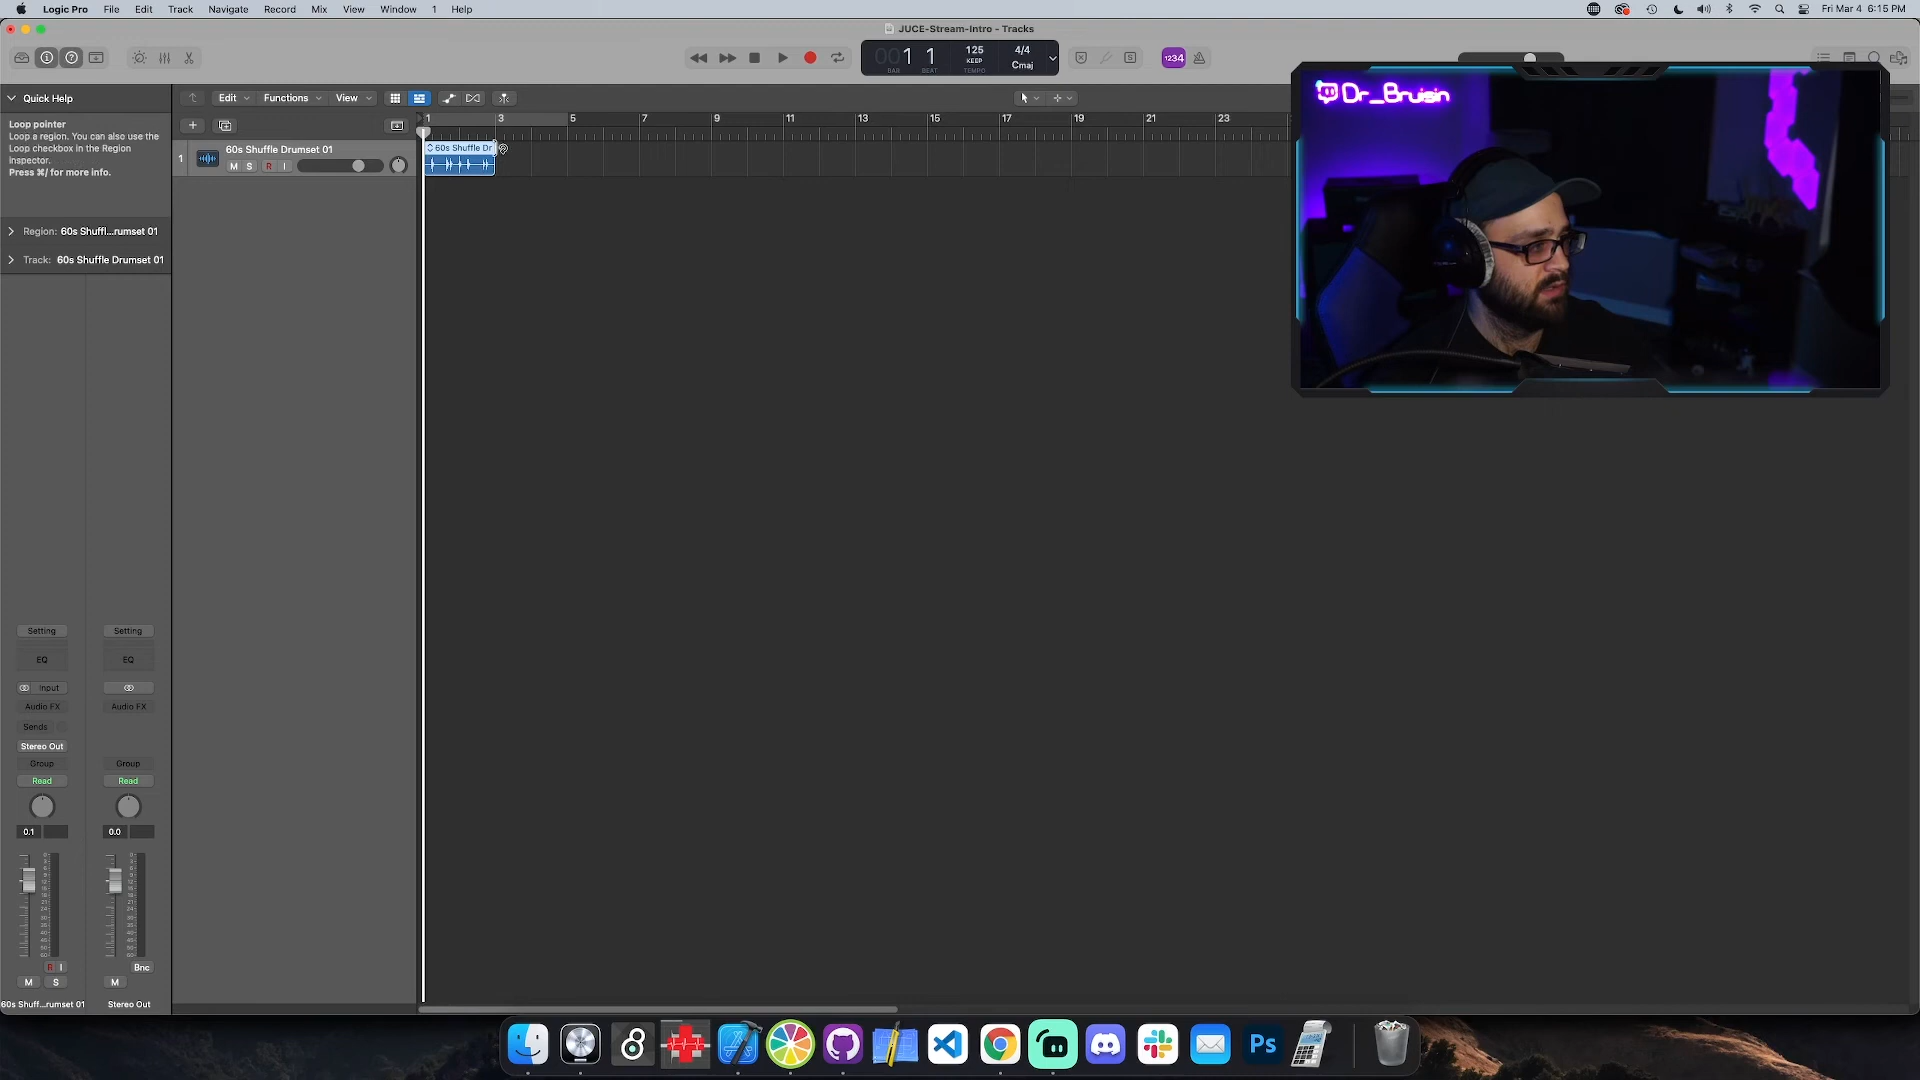 Logic Pro File Edit Track Navigate Record Mix View Window 1 Help
Fri Mar 4 6:15 PM
JUCE-Stream-Intro - Tracks
001 1 125 4/4
KEEP Cmaj
BAR BEAT TEMPO
1234
Quick Help
Edit Functions View
Loop pointer
Loop a region. You can also use the
Loop checkbox in the Region
Inspector.
Press ⌘/ for more info.
1 3 5 7 9 11 13 15 17 19 21 23
1
60s Shuffle Drumset 01
M S R I
60s Shuffle Dr
Region: 60s Shuffl...rumset 01
Track: 60s Shuffle Drumset 01
Dr_Bruisin
Setting Setting
EQ EQ
Input
Audio FX Audio FX
Sends
Stereo Out
Group Group
Read Read
0.1 0.0
R I Bnc
M S M
60s Shuff...rumset 01 Stereo Out
Ps